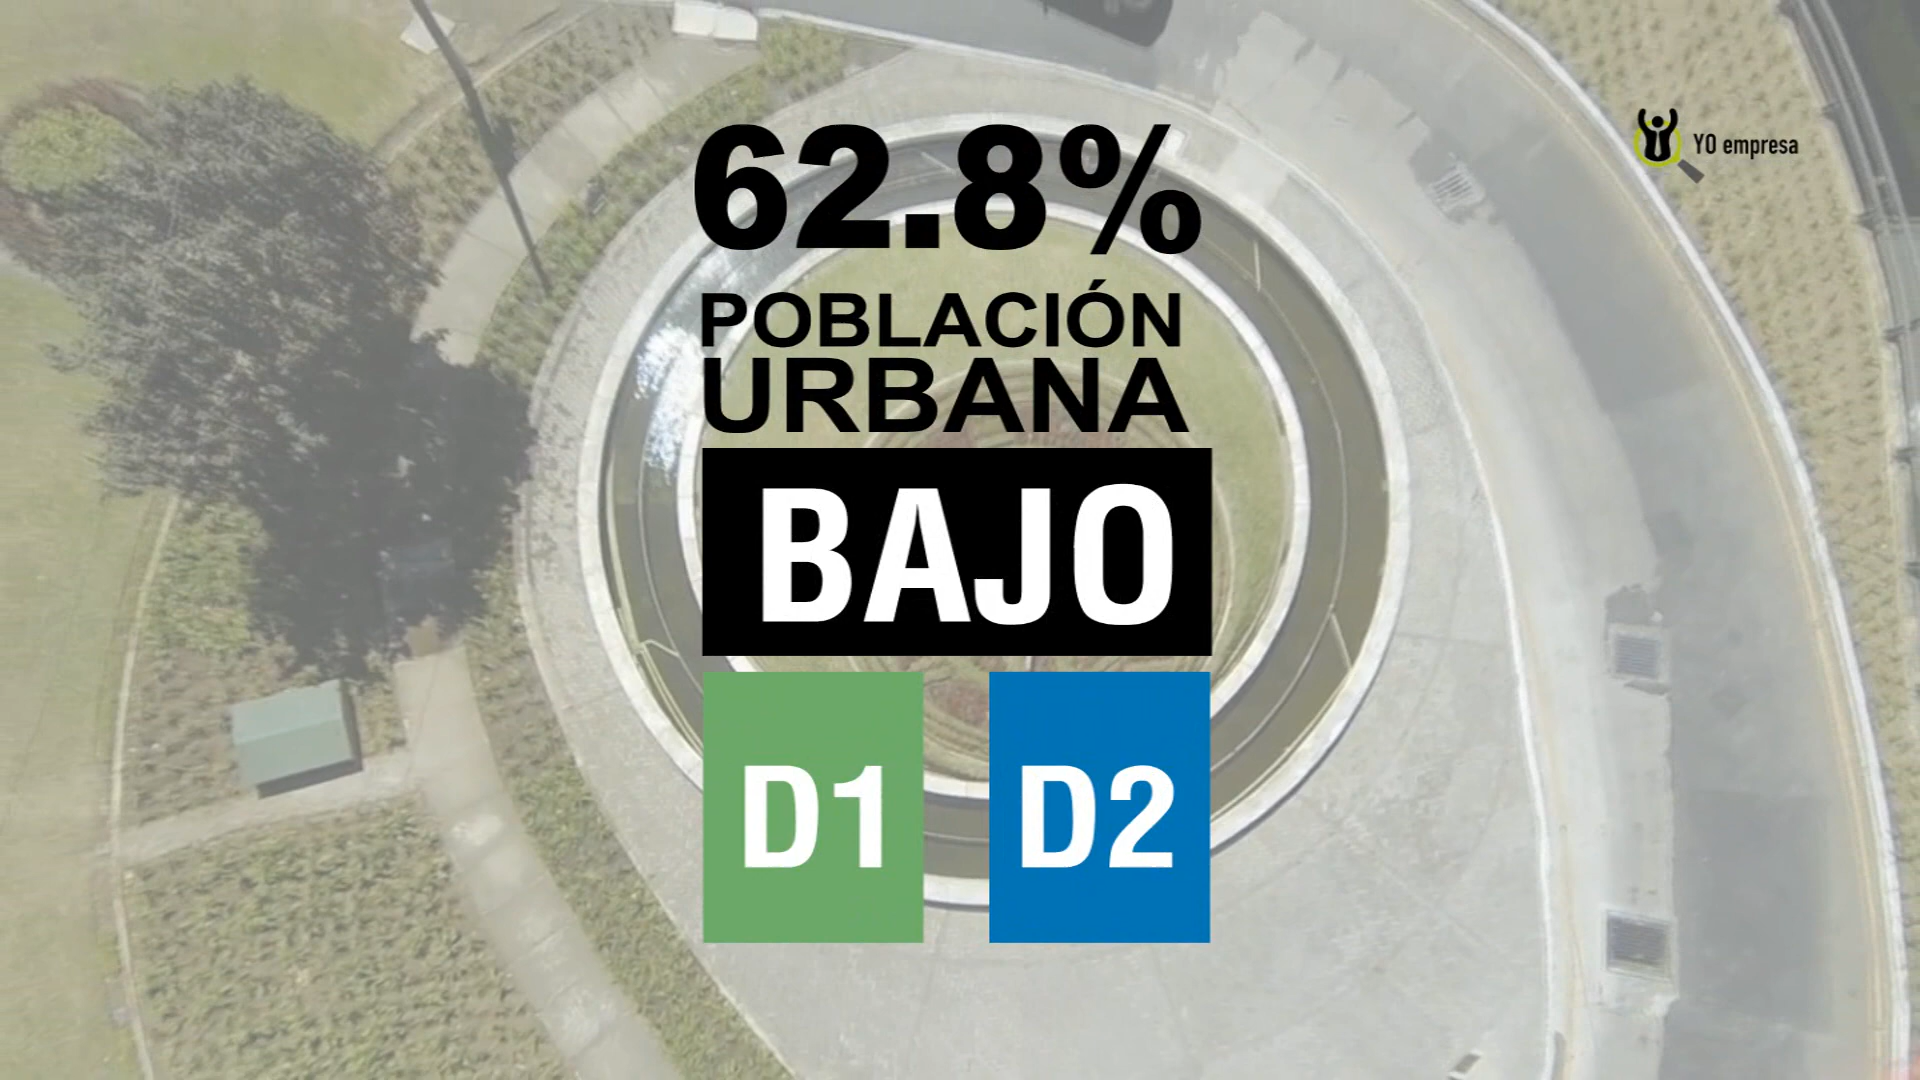 62.8%
YO empresa
POBLACIÓN
URBANA
BAJO
D1 D2